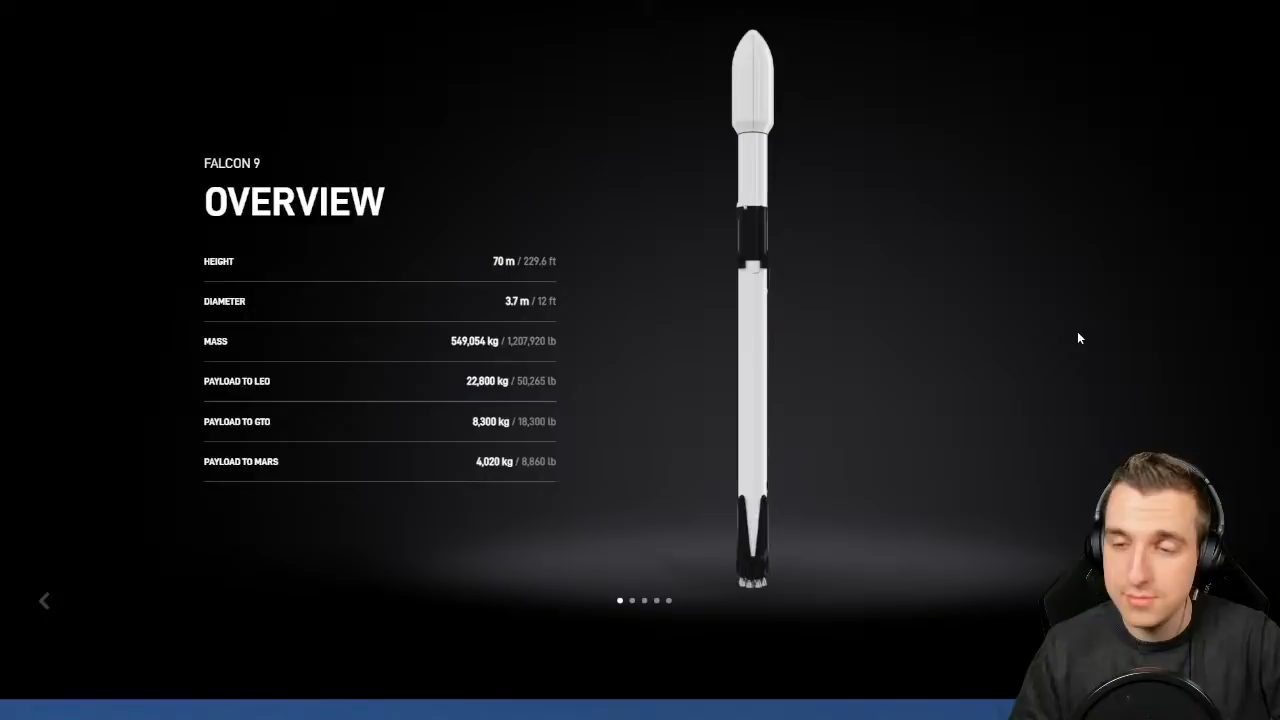 FALCON 9
OVERVIEW
HEIGHT 70 m / 229.6 ft
DIAMETER 3.7 m / 12 ft
MASS 549,054 kg / 1,207,920 lb
PAYLOAD TO LEO 22,800 kg / 50,265 lb
PAYLOAD TO GTO 8,300 kg / 18,300 lb
PAYLOAD TO MARS 4,020 kg / 8,860 lb